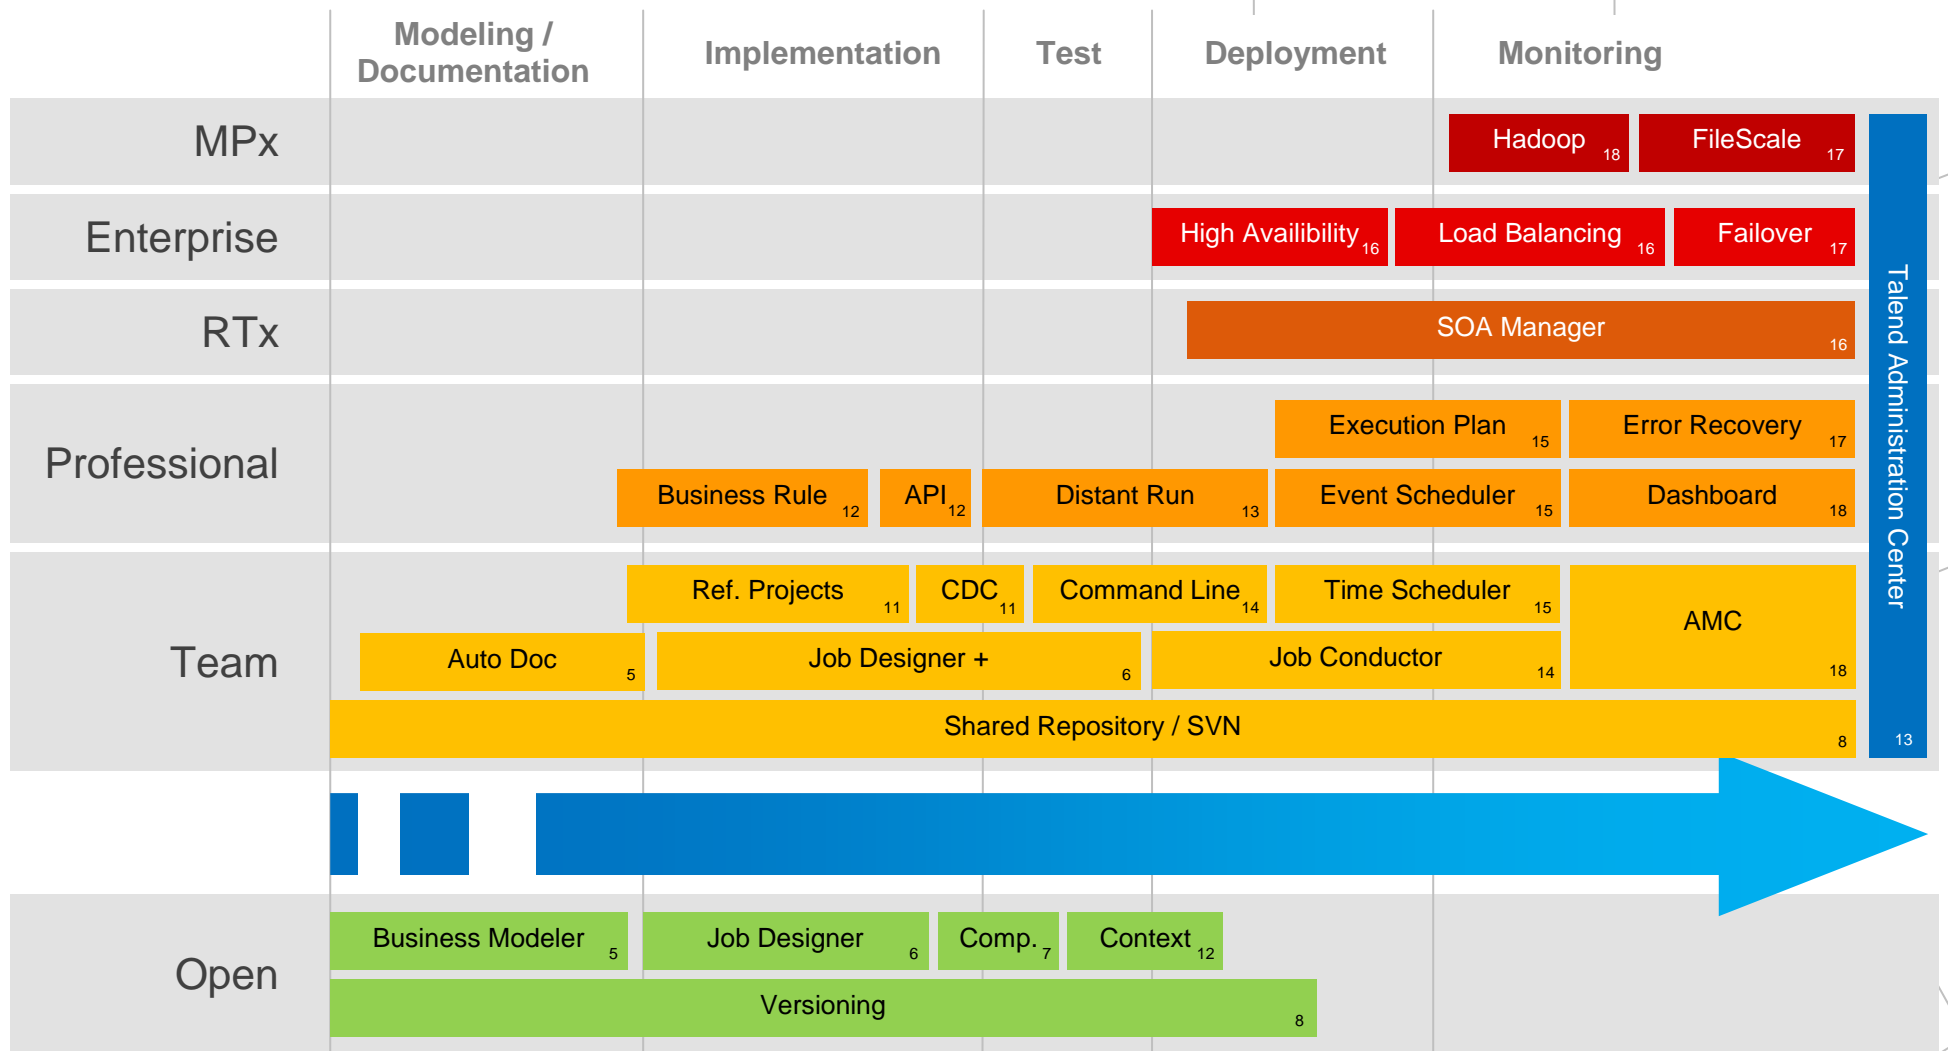 Modeling /
Documentation
Implementation
Test
Deployment
Monitoring
MPx
Hadoop 18
FileScale 17
Enterprise
High Availibility 16
Load Balancing 16
Failover 17
RTx
SOA Manager 16
Professional
Execution Plan 15
Error Recovery 17
Business Rule 12
API 12
Distant Run 13
Event Scheduler 15
Dashboard 18
Team
Ref. Projects 11
CDC 11
Command Line 14
Time Scheduler 15
AMC 18
Auto Doc 5
Job Designer + 6
Job Conductor 14
Shared Repository / SVN 8
Talend Administration Center 13
Open
Business Modeler 5
Job Designer 6
Comp. 7
Context 12
Versioning 8